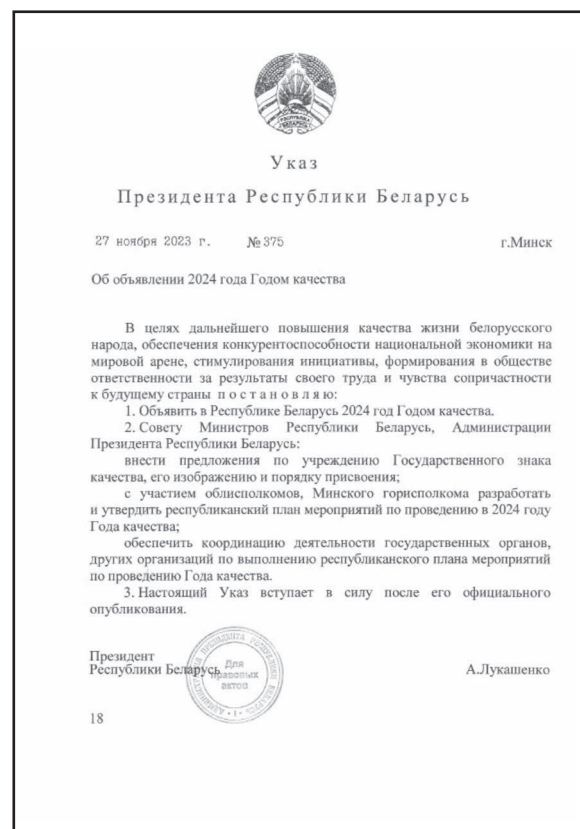 Указ
Президента Республики Беларусь
27 ноября 2023 г. № 375 г.Минск
Об объявлении 2024 года Годом качества
В целях дальнейшего повышения качества жизни белорусского
народа, обеспечения конкурентоспособности национальной экономики на
мировой арене, стимулирования инициативы, формирования в обществе
ответственности за результаты своего труда и чувства сопричастности
к будущему страны постановляю:
1. Объявить в Республике Беларусь 2024 год Годом качества.
2. Совету Министров Республики Беларусь, Администрации
Президента Республики Беларусь:
внести предложения по учреждению Государственного знака
качества, его изображению и порядку присвоения;
с участием облисполкомов, Минского горисполкома разработать
и утвердить республиканский план мероприятий по проведению в 2024 году
Года качества;
обеспечить координацию деятельности государственных органов,
других организаций по выполнению республиканского плана мероприятий
по проведению Года качества.
3. Настоящий Указ вступает в силу после его официального
опубликования.
Президент
Республики Беларусь А.Лукашенко
Для
правовых
актов
АДМИНИСТРАЦИЯ ПРЕЗИДЕНТА РЕСПУБЛИКИ БЕЛАРУСЬ
18